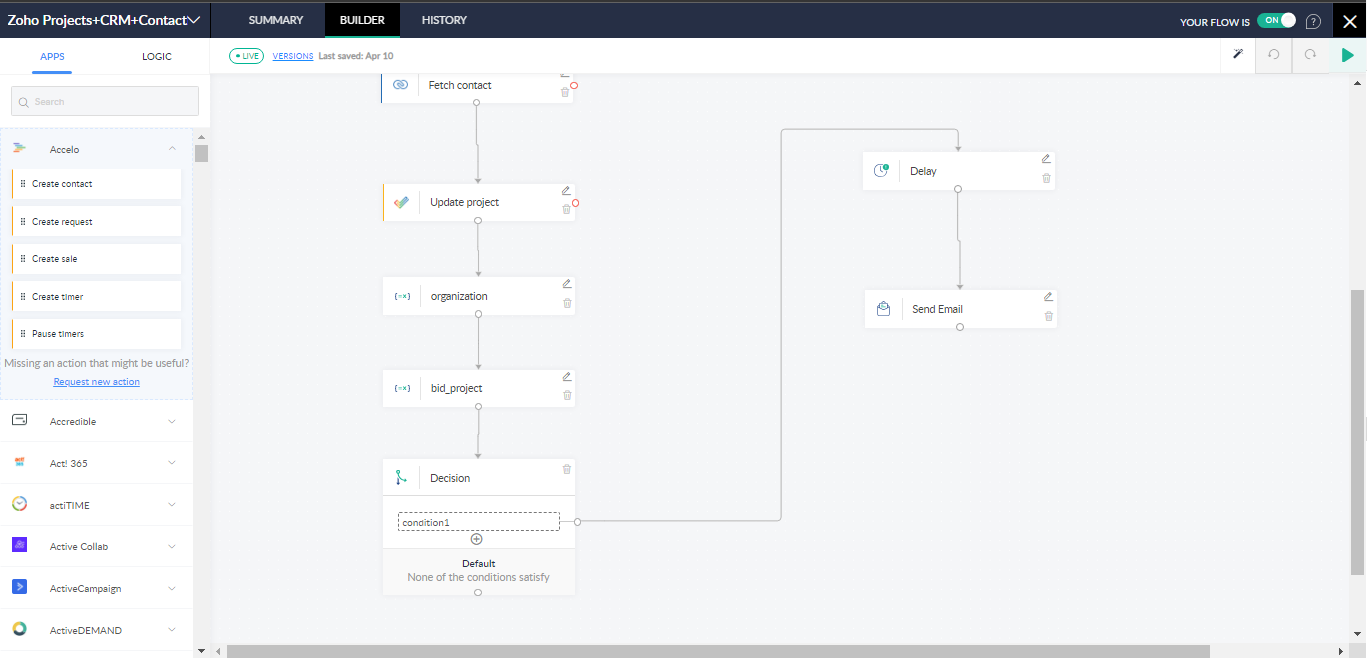 Zoho Projects+CRM+Contact
SUMMARY
BUILDER
HISTORY
YOUR FLOW IS
ON
?
APPS
LOGIC
LIVE
VERSIONS
Last saved: Apr 10
Search
Accelo
Create contact
Create request
Create sale
Create timer
Pause timers
Missing an action that might be useful?
Request new action
Accredible
Act! 365
actiTIME
Active Collab
ActiveCampaign
ActiveDEMAND
Fetch contact
Update project
{=x}
organization
{=x}
bid_project
Decision
condition1
Default
None of the conditions satisfy
Delay
Send Email